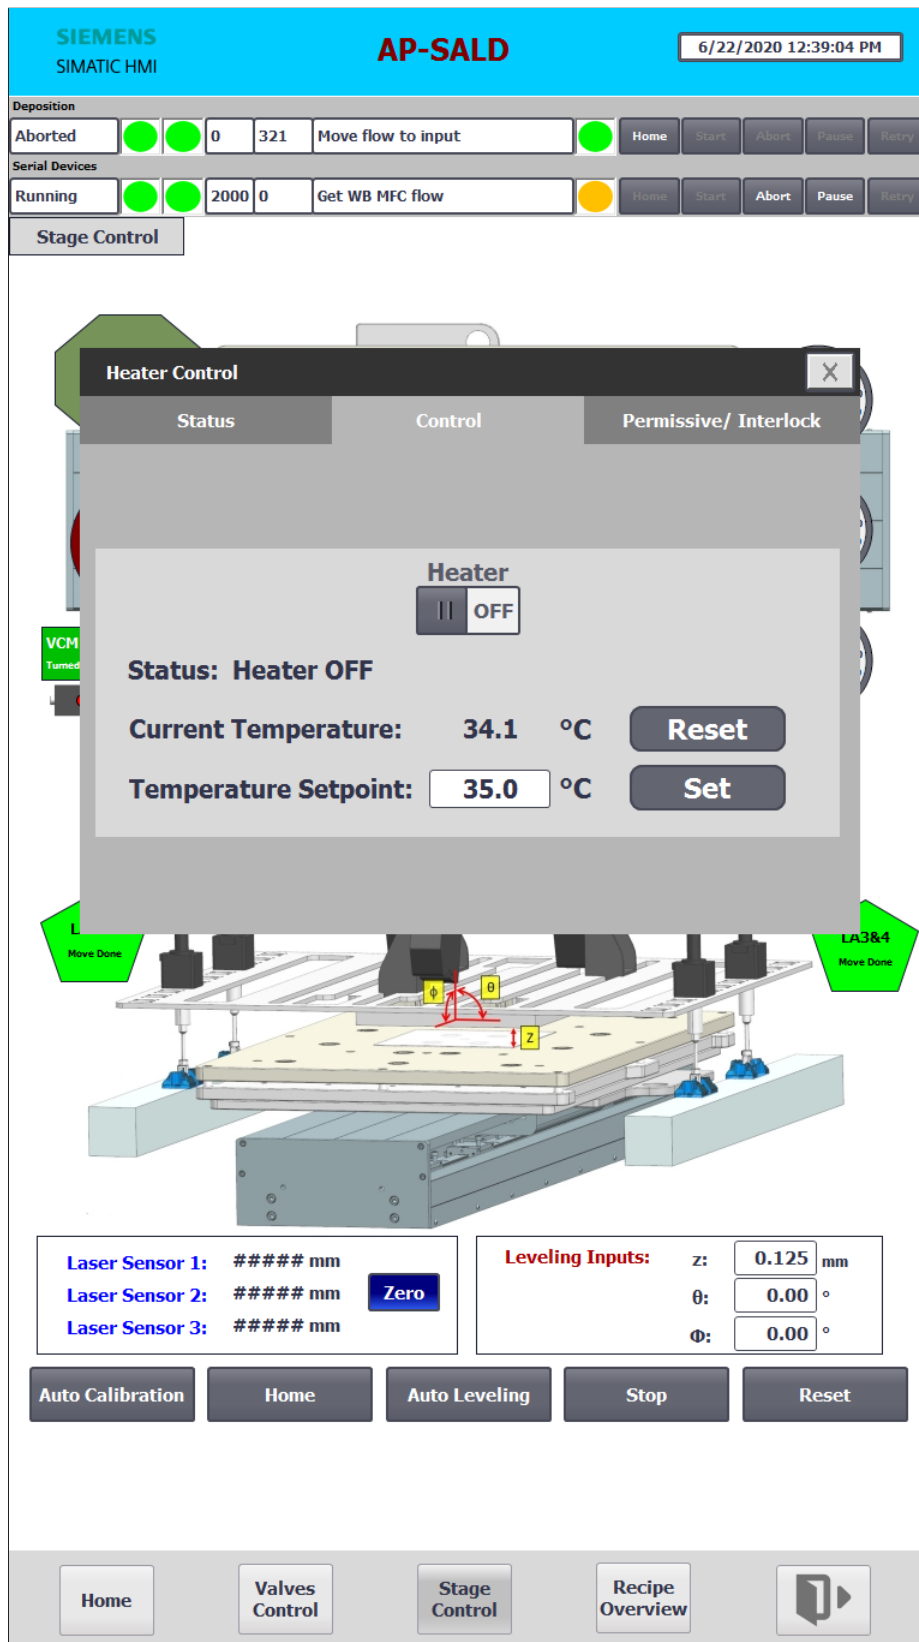 SIEMENS
SIMATIC HMI
AP-SALD
6/22/2020 12:39:04 PM
Deposition
Aborted 0 321 Move flow to input Home Start Abort Pause Retry
Serial Devices
Running 2000 0 Get WB MFC flow Home Start Abort Pause Retry
Stage Control
Heater Control X
Status Control Permissive/ Interlock
Heater
OFF
VCM
Status: Heater OFF
Current Temperature: 34.1 °C Reset
Temperature Setpoint: 35.0 °C Set
Move Done
LA3&4
Move Done
ϕ θ
Z
Laser Sensor 1: ##### mm
Laser Sensor 2: ##### mm
Laser Sensor 3: ##### mm
Zero
Leveling Inputs: z: 0.125 mm
θ: 0.00 °
Φ: 0.00 °
Auto Calibration Home Auto Leveling Stop Reset
Home Valves Control Stage Control Recipe Overview